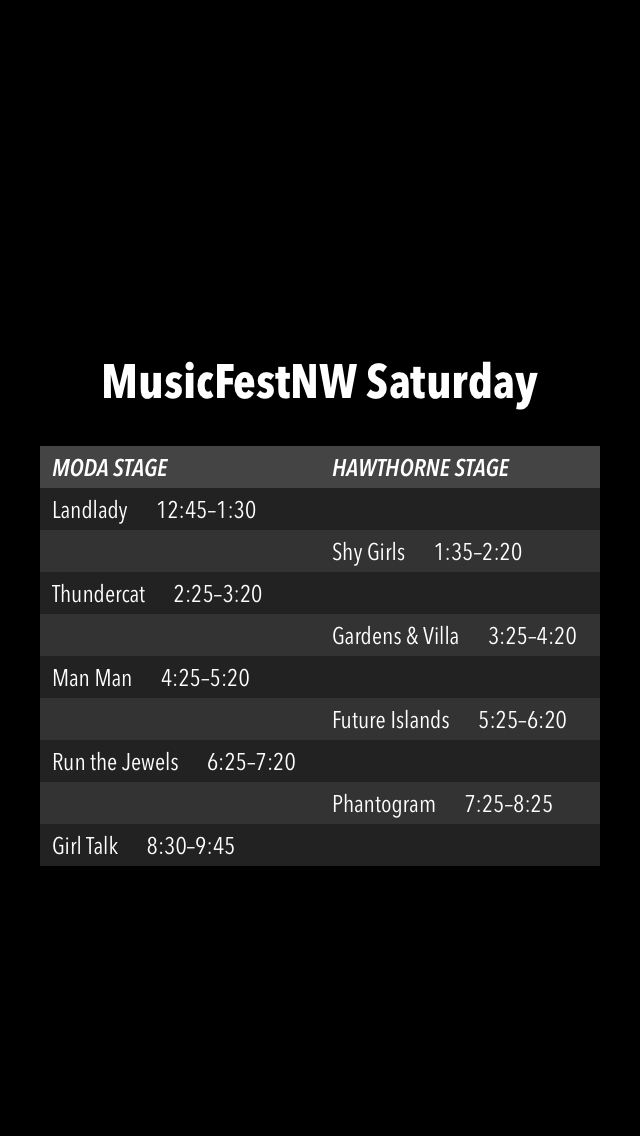 MusicFestNW Saturday
MODA STAGE HAWTHORNE STAGE
Landlady 12:45–1:30
Shy Girls 1:35–2:20
Thundercat 2:25–3:20
Gardens & Villa 3:25–4:20
Man Man 4:25–5:20
Future Islands 5:25–6:20
Run the Jewels 6:25–7:20
Phantogram 7:25–8:25
Girl Talk 8:30–9:45